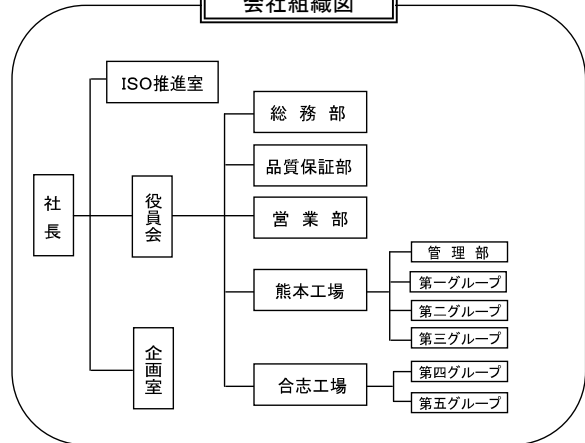 会社組織図
ISO推進室
総務部
品質保証部
社長
役員会
営業部
管理部
熊本工場
第一グループ
第二グループ
第三グループ
企画室
合志工場
第四グループ
第五グループ